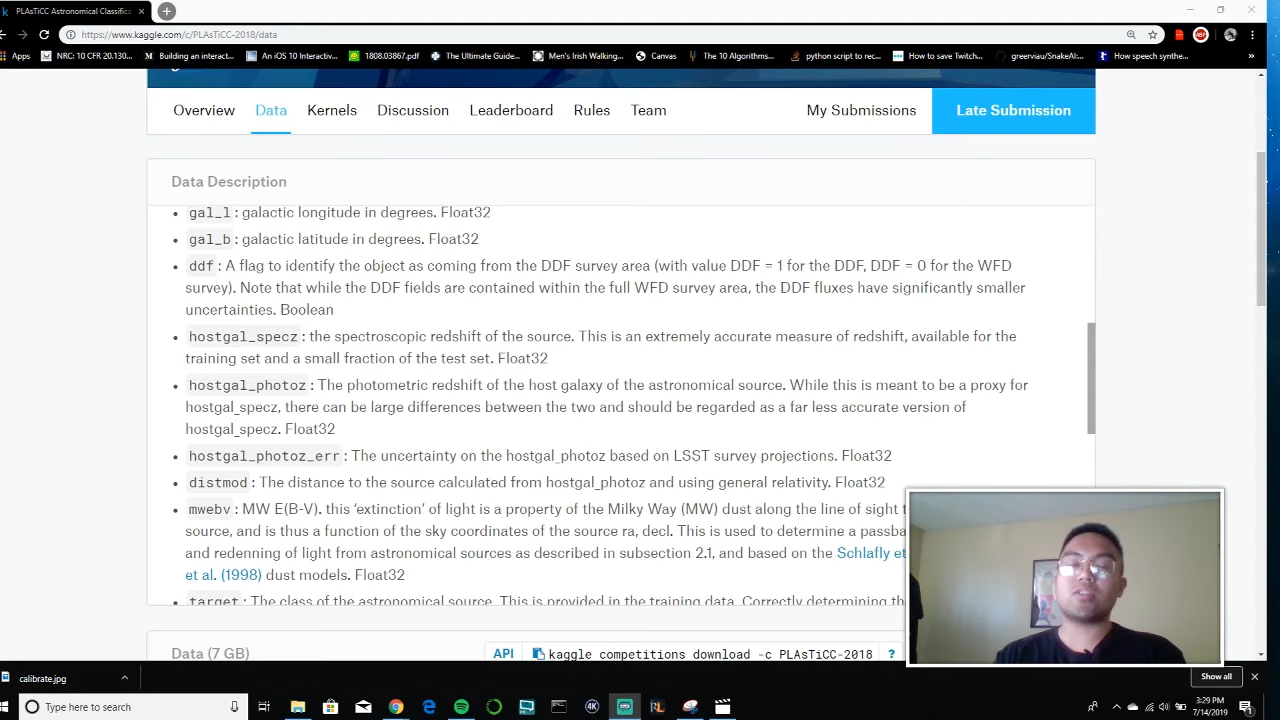 PLAsTiCC Astronomical Classifica
https://www.kaggle.com/c/PLAsTiCC-2018/data
Apps NRC: 10 CFR 20.130... Building an interact... An iOS 10 Interactiv... 1808.03867.pdf The Ultimate Guide... Men's Irish Walking... Canvas The 10 Algorithms... python script to rec... How to save Twitch... greerviau/SnakeAI:... How speech synthe...
Overview Data Kernels Discussion Leaderboard Rules Team My Submissions Late Submission
Data Description
gal_l : galactic longitude in degrees. Float32
gal_b : galactic latitude in degrees. Float32
ddf : A flag to identify the object as coming from the DDF survey area (with value DDF = 1 for the DDF, DDF = 0 for the WFD
survey). Note that while the DDF fields are contained within the full WFD survey area, the DDF fluxes have significantly smaller
uncertainties. Boolean
hostgal_specz : the spectroscopic redshift of the source. This is an extremely accurate measure of redshift, available for the
training set and a small fraction of the test set. Float32
hostgal_photoz : The photometric redshift of the host galaxy of the astronomical source. While this is meant to be a proxy for
hostgal_specz, there can be large differences between the two and should be regarded as a far less accurate version of
hostgal_specz. Float32
hostgal_photoz_err : The uncertainty on the hostgal_photoz based on LSST survey projections. Float32
distmod : The distance to the source calculated from hostgal_photoz and using general relativity. Float32
mwebv : MW E(B-V). this ‘extinction’ of light is a property of the Milky Way (MW) dust along the line of sight t
source, and is thus a function of the sky coordinates of the source ra, decl. This is used to determine a passba
and redenning of light from astronomical sources as described in subsection 2.1, and based on the Schlafly et
et al. (1998) dust models. Float32
target : The class of the astronomical source. This is provided in the training data. Correctly determining the
Data (7 GB) API kaggle competitions download -c PLAsTiCC-2018 ?
calibrate.jpg Show all
Type here to search
3:29 PM
7/14/2019